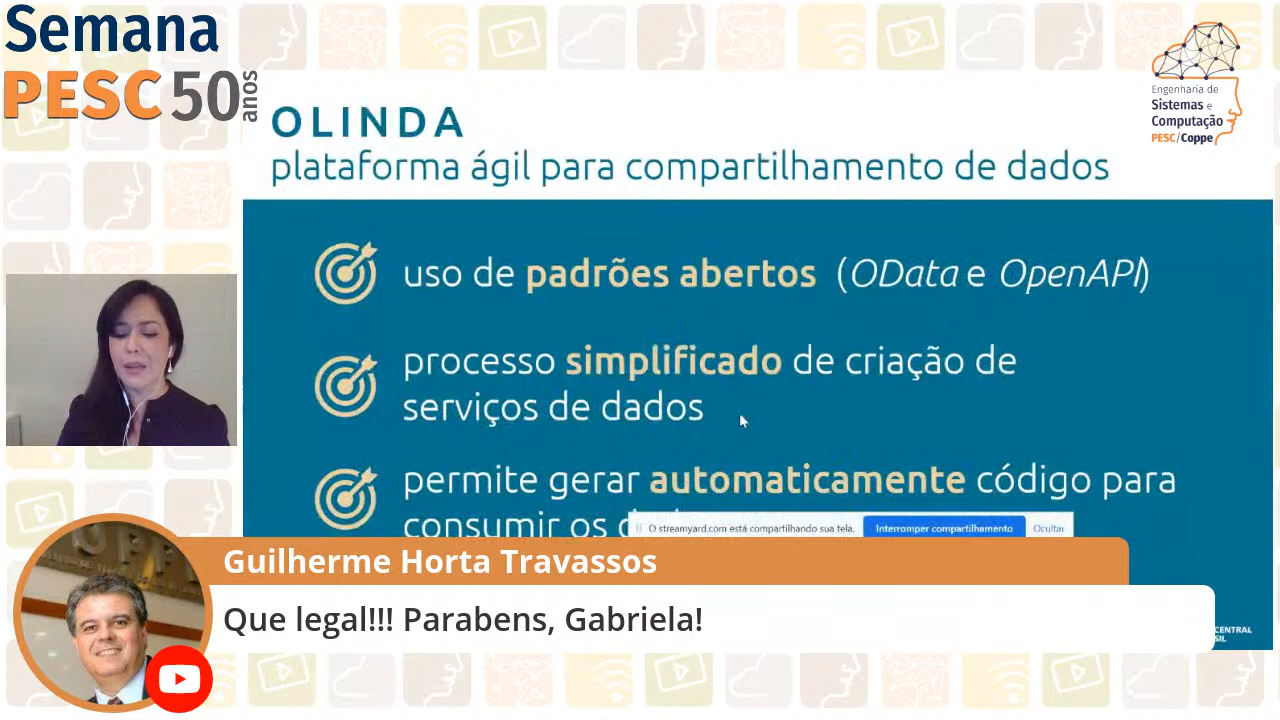 Semana
PESC 50 anos
Engenharia de
Sistemas e
Computação
PESC/Coppe
OLINDA
plataforma ágil para compartilhamento de dados
uso de padrões abertos (OData e OpenAPI)
processo simplificado de criação de
serviços de dados
permite gerar automaticamente código para
consumir os
O streamyard.com está compartilhando sua tela. Interromper compartilhamento Ocultar
Guilherme Horta Travassos
Que legal!!! Parabens, Gabriela!
CENTRAL